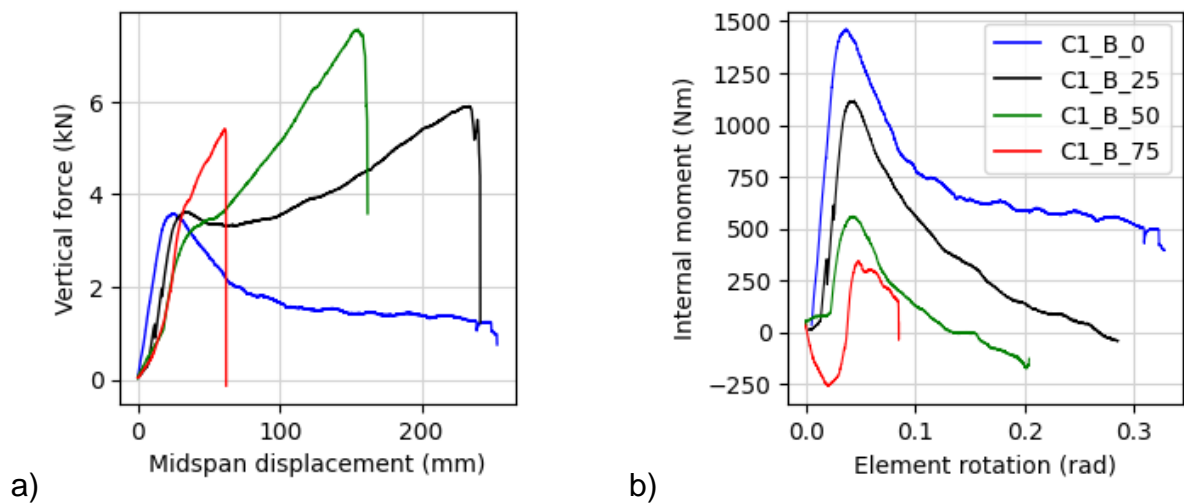 6
4
2
0
Vertical force (kN)
0
100
200
Midspan displacement (mm)
a)
1500
1250
1000
750
500
250
0
−250
Internal moment (Nm)
0.0
0.1
0.2
0.3
Element rotation (rad)
C1_B_0
C1_B_25
C1_B_50
C1_B_75
b)